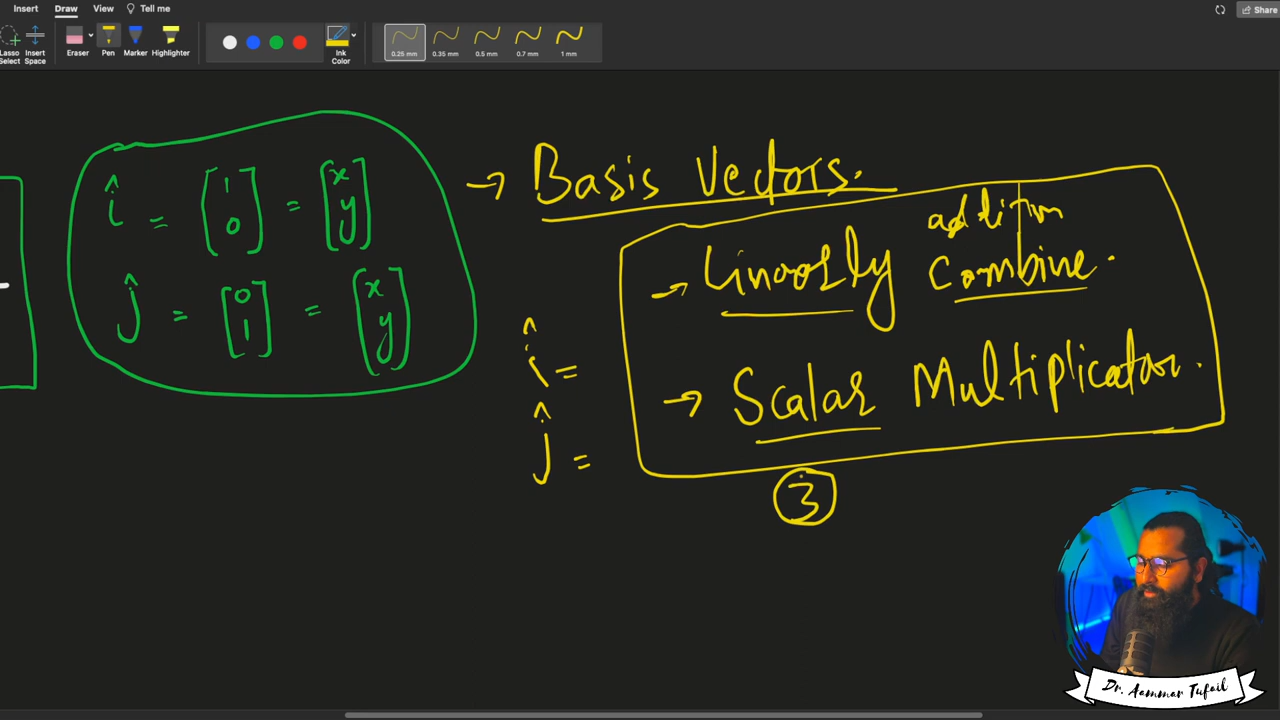 Insert Draw View Tell me Share
Lasso Select Insert Space Eraser Pen Marker Highlighter Ink Color 0.25 mm 0.35 mm 0.5 mm 0.7 mm 1 mm
î = [1 0] = [x y]
ĵ = [0 1] = [x y]
→ Basis Vectors.
addition
→ Linearly Combine.
î =
→ Scalar Multiplicator.
ĵ =
3
Dr. Aammar Tufail